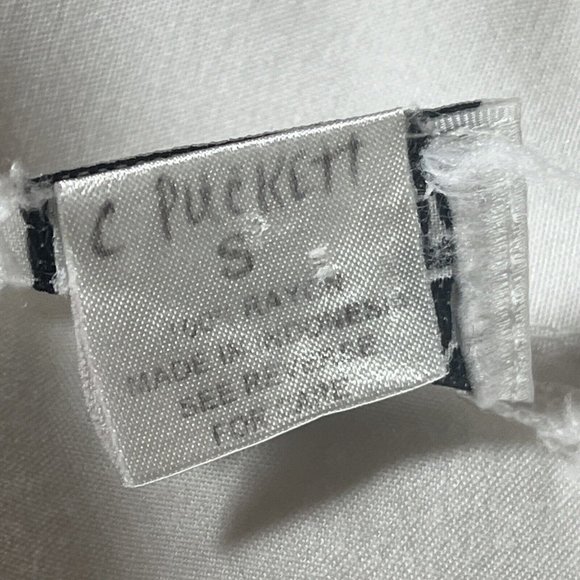 C PUCKETT
S
100% RAYON
MADE IN INDONESIA
SEE REVERSE
FOR CARE